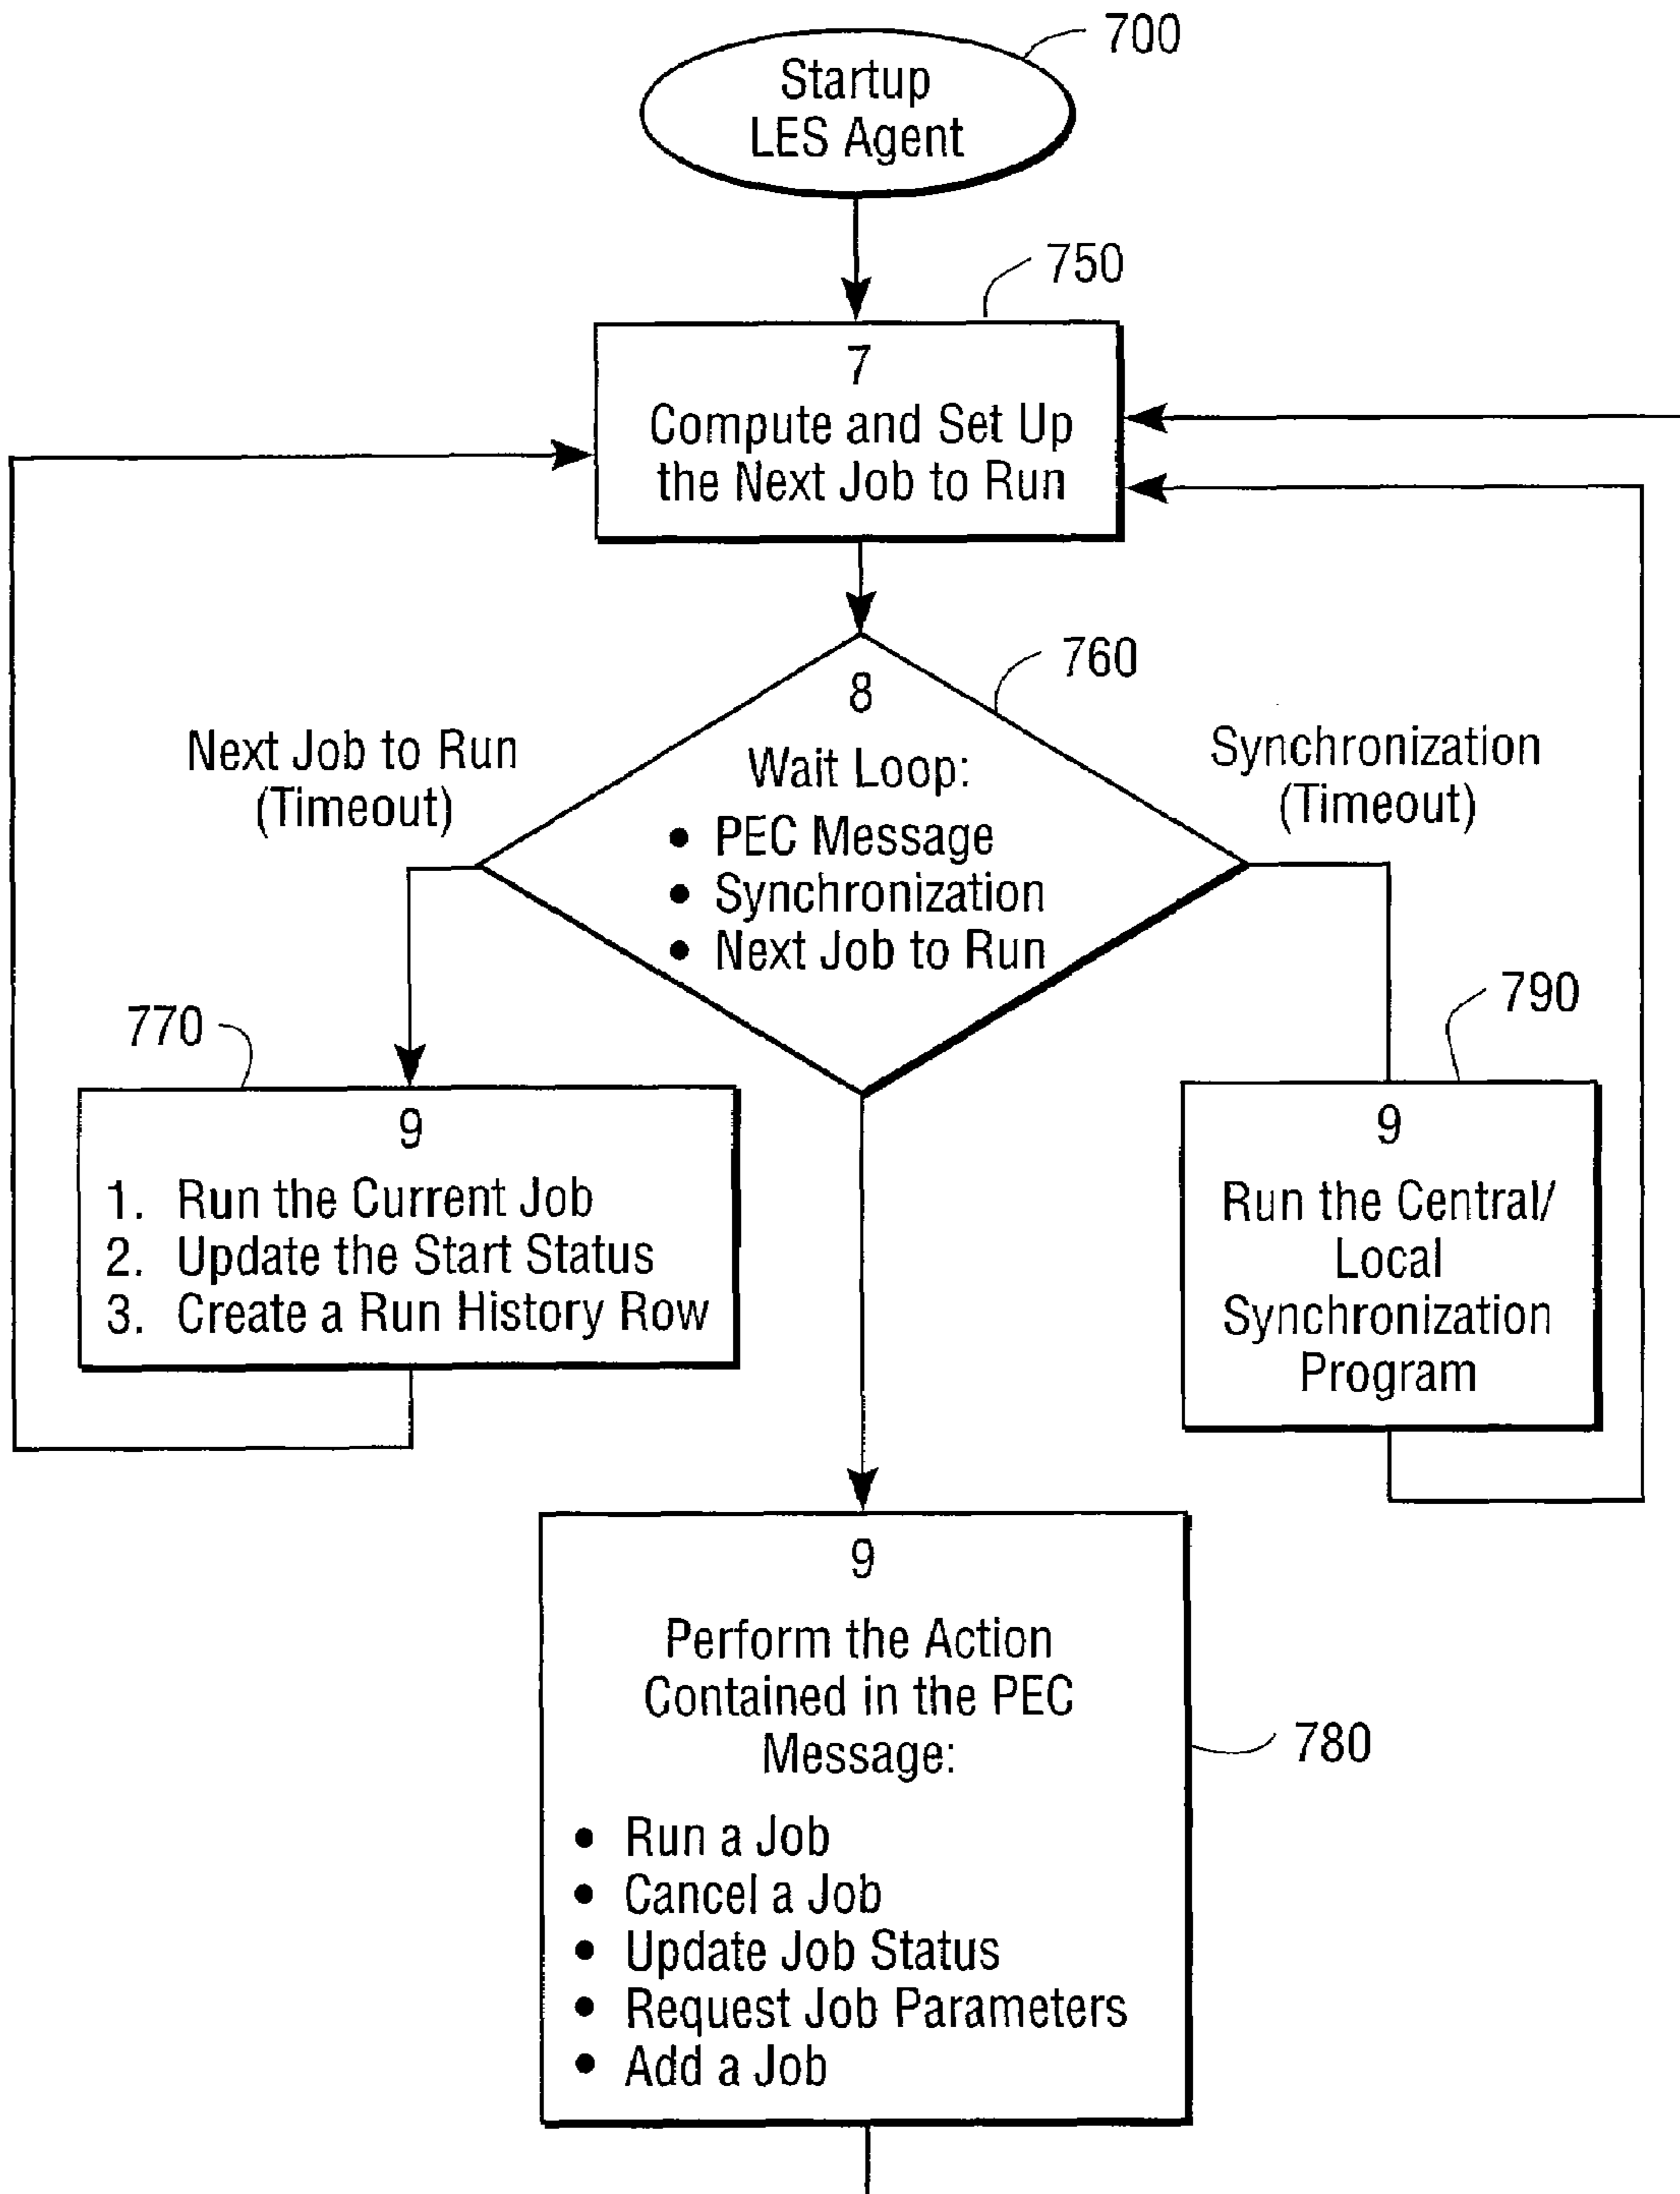 700
Startup
LES Agent
750
7
Compute and Set Up
the Next Job to Run
760
8
Wait Loop:
• PEC Message
• Synchronization
• Next Job to Run
Next Job to Run
(Timeout)
Synchronization
(Timeout)
770
9
1. Run the Current Job
2. Update the Start Status
3. Create a Run History Row
790
9
Run the Central/
Local
Synchronization
Program
9
Perform the Action
Contained in the PEC
Message:
780
• Run a Job
• Cancel a Job
• Update Job Status
• Request Job Parameters
• Add a Job